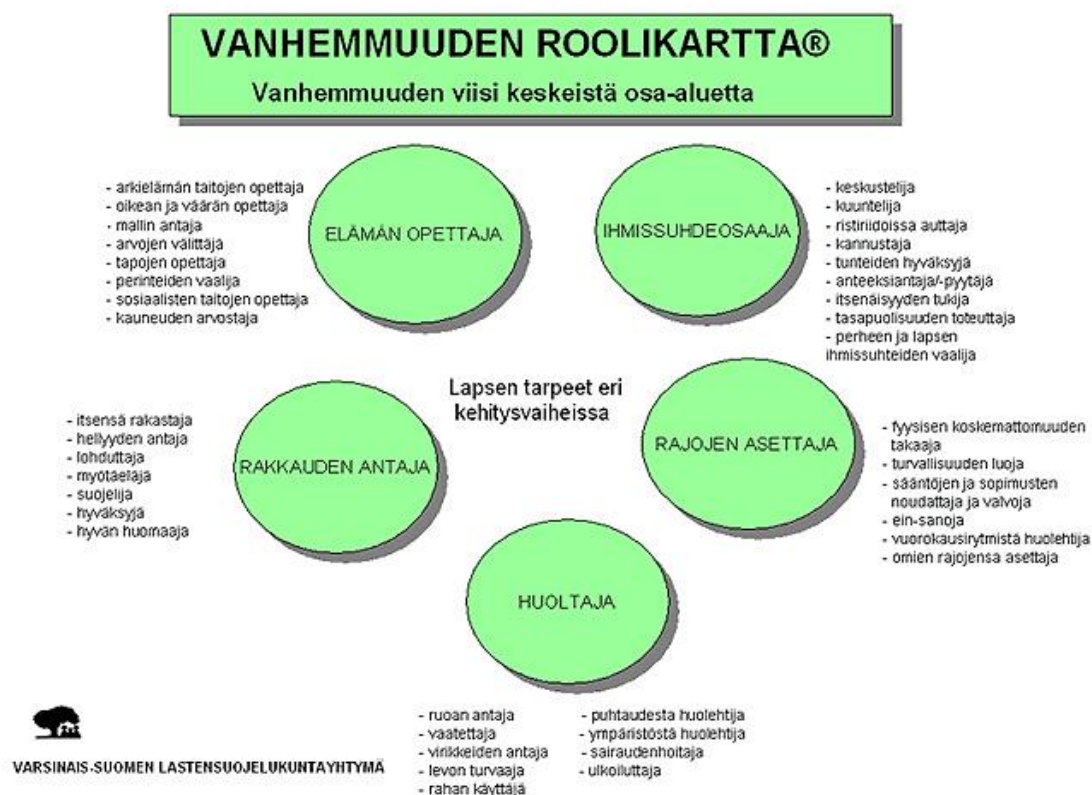 VANHEMMUUDEN ROOLIKARTTA®
Vanhemmuuden viisi keskeistä osa-aluetta
- arkielämän taitojen opettaja
- oikean ja väärän opettaja
- mallin antaja
- arvojen välittäjä
- tapojen opettaja
- perinteiden vaalija
- sosiaalisten taitojen opettaja
- kauneuden arvostaja
ELÄMÄN OPETTAJA
IHMISSUHDEOSAAJA
- keskustelija
- kuuntelija
- ristiriidoissa auttaja
- kannustaja
- tunteiden hyväksyjä
- anteeksiantaja/-pyytäjä
- itsenäisyyden tukija
- tasapuolisuuden toteuttaja
- perheen ja lapsen
ihmissuhteiden vaalija
Lapsen tarpeet eri
kehitysvaiheissa
- itsensä rakastaja
- hellyyden antaja
- lohduttaja
- myötäeläjä
- suojelija
- hyväksyjä
- hyvän huomaaja
RAKKAUDEN ANTAJA
RAJOJEN ASETTAJA
- fyysisen koskemattomuuden
takaaja
- turvallisuuden luoja
- sääntöjen ja sopimusten
noudattaja ja valvoja
- ein-sanoja
- vuorokausirytmistä huolehtija
- omien rajojensa asettaja
HUOLTAJA
- ruoan antaja
- vaatettaja
- virikkeiden antaja
- levon turvaaja
- rahan käyttäjä
- puhtaudesta huolehtija
- ympäristöstä huolehtija
- sairaudenhoitaja
- ulkoiluttaja
VARSINAIS-SUOMEN LASTENSUOJELUKUNTAYHTYMÄ